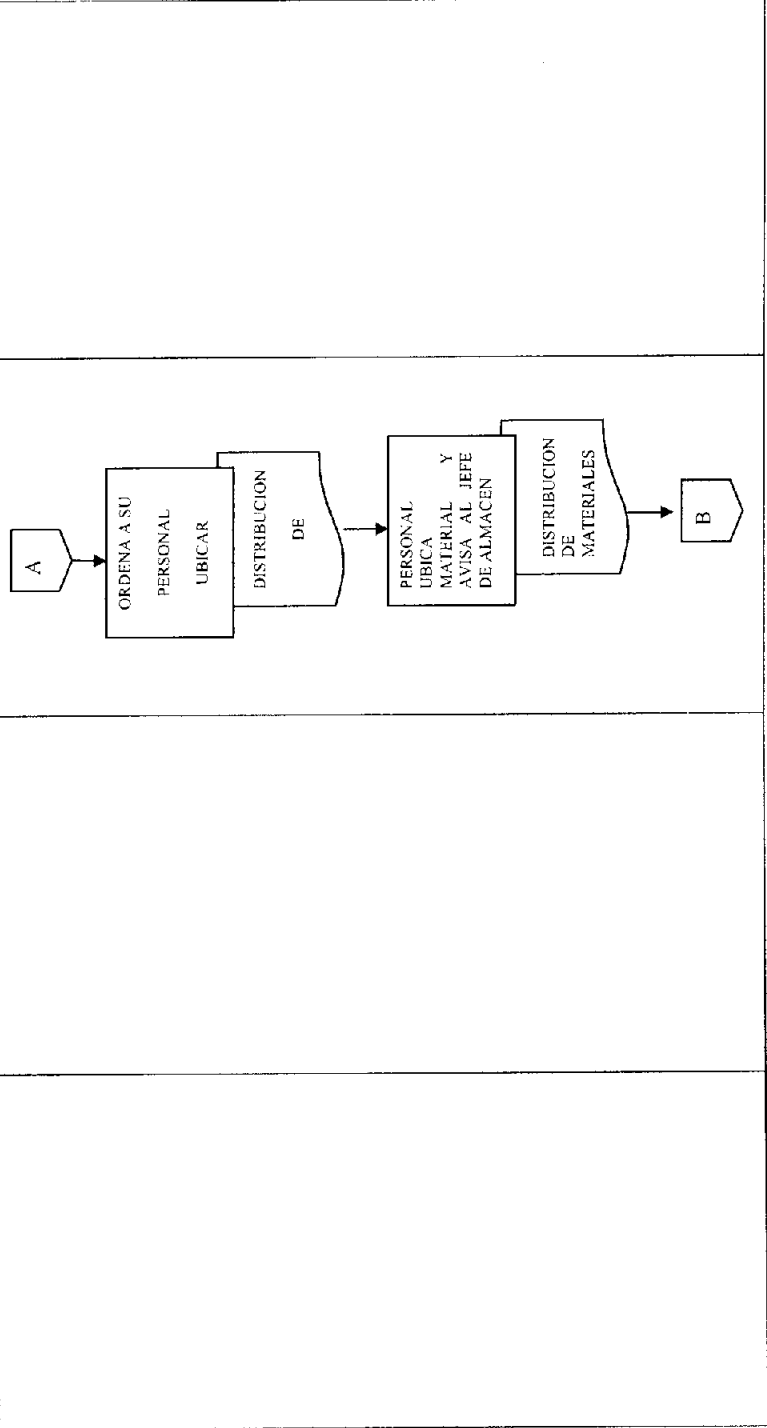 A
ORDENA A SU
PERSONAL
UBICAR
DISTRIBUCION
DE
PERSONAL
UBICA
MATERIAL Y
AVISA AL JEFE
DE ALMACEN
DISTRIBUCION
DE
MATERIALES
B